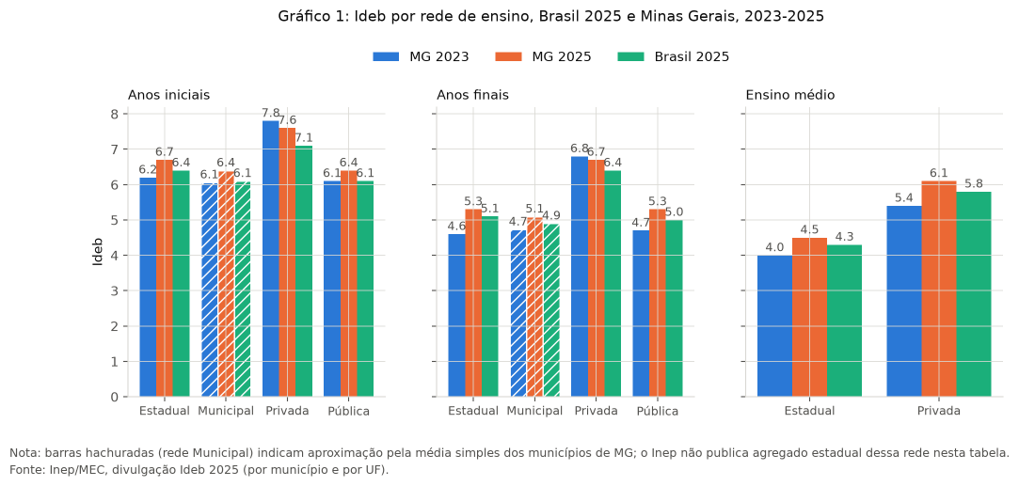 Gráfico 1: Ideb por rede de ensino, Brasil 2025 e Minas Gerais, 2023-2025
MG 2023 MG 2025 Brasil 2025
Anos iniciais
Ideb
8
7
6
5
4
3
2
1
0
6.2 6.7 6.4
6.1 6.4 6.1
7.8 7.6 7.1
6.1 6.4 6.1
Estadual Municipal Privada Pública
Anos finais
4.6 5.3 5.1
4.7 5.1 4.9
6.8 6.7 6.4
4.7 5.3 5.0
Estadual Municipal Privada Pública
Ensino médio
4.0 4.5 4.3
5.4 6.1 5.8
Estadual Privada
Nota: barras hachuradas (rede Municipal) indicam aproximação pela média simples dos municípios de MG; o Inep não publica agregado estadual dessa rede nesta tabela.
Fonte: Inep/MEC, divulgação Ideb 2025 (por município e por UF).